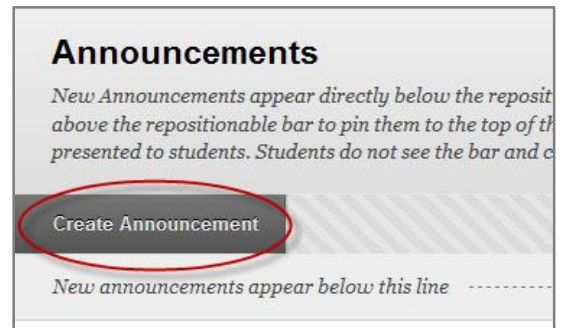 Announcements
New Announcements appear directly below the reposit
above the repositionable bar to pin them to the top of th
presented to students. Students do not see the bar and c
Create Announcement
New announcements appear below this line